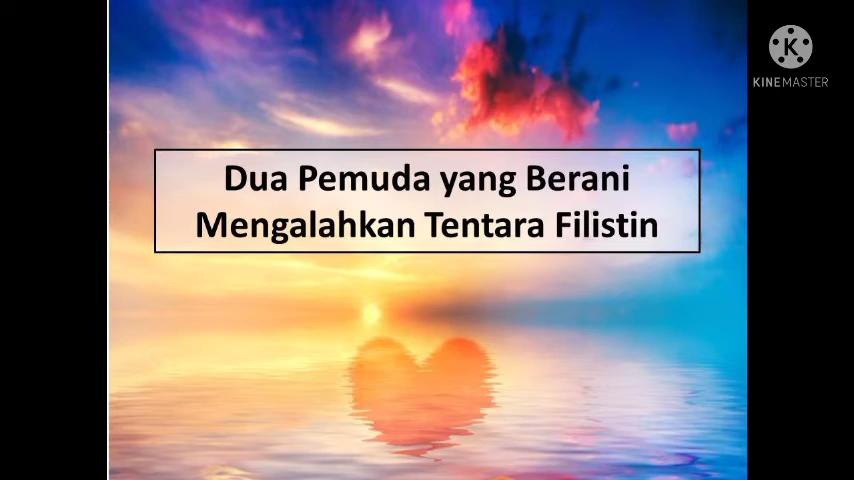 Dua Pemuda yang Berani
Mengalahkan Tentara Filistin
K
KINEMASTER